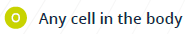 O Any cell in the body